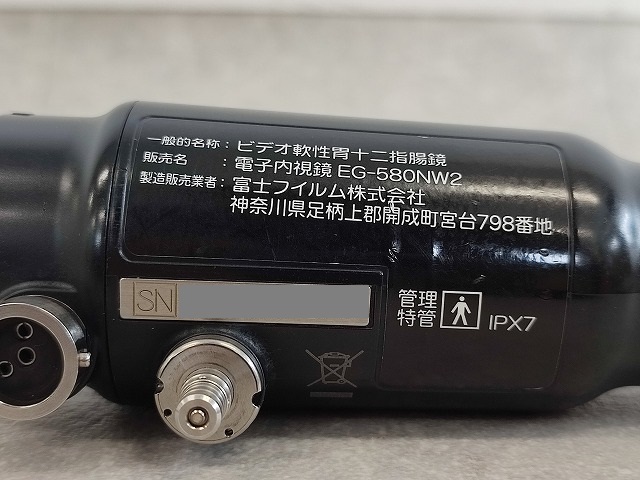 一般的名称：ビデオ軟性胃十二指腸鏡
販売名：電子内視鏡 EG-580NW2
製造販売業者：富士フイルム株式会社
神奈川県足柄上郡開成町宮台798番地
SN
管理
特管
IPX7